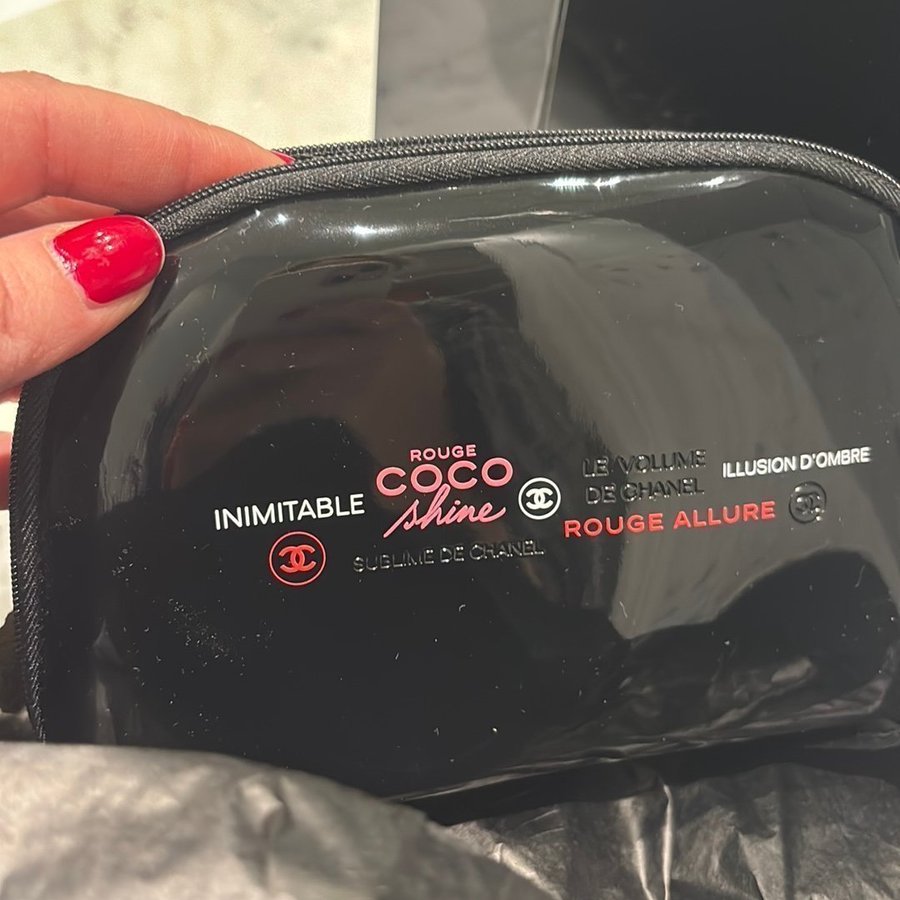 INIMITABLE
ROUGE
COCO
shine
SUBLIME DE CHANEL
LE VOLUME
DE CHANEL
ROUGE ALLURE
ILLUSION D'OMBRE